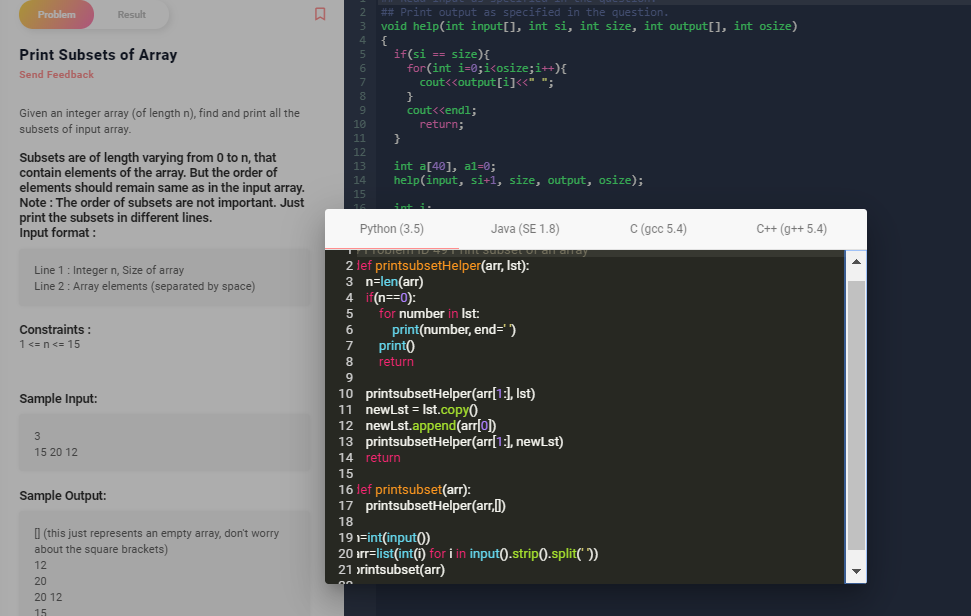 Problem
Result
Print Subsets of Array
Send Feedback
Given an integer array (of length n), find and print all the
subsets of input array.
Subsets are of length varying from 0 to n, that
contain elements of the array. But the order of
elements should remain same as in the input array.
Note : The order of subsets are not important. Just
print the subsets in different lines.
Input format :
Line 1 : Integer n, Size of array
Line 2 : Array elements (separated by space)
Constraints :
1 <= n <= 15
Sample Input:
3
15 20 12
Sample Output:
[] (this just represents an empty array, don't worry
about the square brackets)
12
20
20 12
15
2 ## Print output as specified in the question.
3 void help(int input[], int si, int size, int output[], int osize)
4 {
5 if(si == size){
6 for(int i=0;i<osize;i++){
7 cout<<output[i]<<" ";
8 }
9 cout<<endl;
10 return;
11 }
12
13 int a[40], a1=0;
14 help(input, si+1, size, output, osize);
15
16 int i;
Python (3.5)
Java (SE 1.8)
C (gcc 5.4)
C++ (g++ 5.4)
1 Problem ID 49 Print subset of an array
2 lef printsubsetHelper(arr, lst):
3 n=len(arr)
4 if(n==0):
5 for number in lst:
6 print(number, end=' ')
7 print()
8 return
9
10 printsubsetHelper(arr[1:], lst)
11 newLst = lst.copy()
12 newLst.append(arr[0])
13 printsubsetHelper(arr[1:], newLst)
14 return
15
16 lef printsubset(arr):
17 printsubsetHelper(arr,[])
18
19 n=int(input())
20 arr=list(int(i) for i in input().strip().split(' '))
21 printsubset(arr)
22